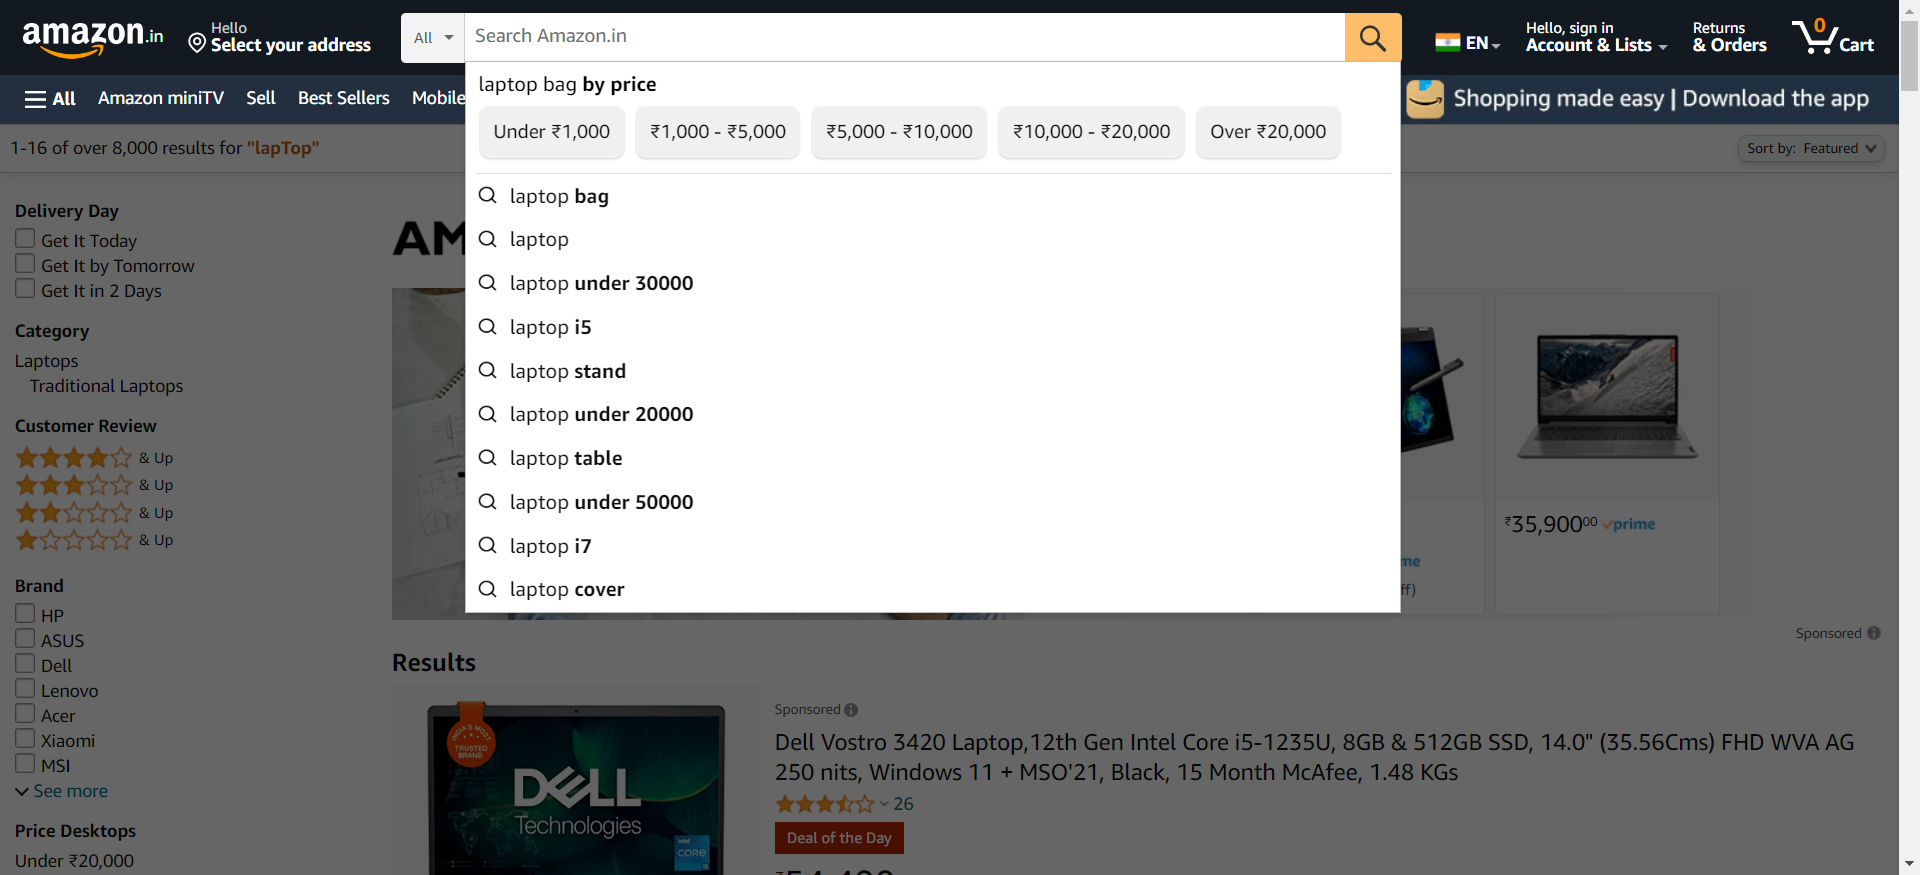 amazon.in
Hello
Select your address
All
Search Amazon.in
EN
Hello, sign in
Account & Lists
Returns
& Orders
0
Cart
All
Amazon miniTV
Sell
Best Sellers
Mobile
Shopping made easy | Download the app
laptop bag by price
Under ₹1,000
₹1,000 - ₹5,000
₹5,000 - ₹10,000
₹10,000 - ₹20,000
Over ₹20,000
laptop bag
laptop
laptop under 30000
laptop i5
laptop stand
laptop under 20000
laptop table
laptop under 50000
laptop i7
laptop cover
1-16 of over 8,000 results for "lapTop"
Sort by: Featured
Delivery Day
Get It Today
Get It by Tomorrow
Get It in 2 Days
Category
Laptops
Traditional Laptops
Customer Review
& Up
& Up
& Up
& Up
Brand
HP
ASUS
Dell
Lenovo
Acer
Xiaomi
MSI
See more
Price Desktops
Under ₹20,000
AM
₹35,90000 prime
me
ff)
Sponsored
Results
INDIA'S MOST
TRUSTED
BRAND
DELL
Technologies
intel
CORE
i5
Sponsored
Dell Vostro 3420 Laptop,12th Gen Intel Core i5-1235U, 8GB & 512GB SSD, 14.0" (35.56Cms) FHD WVA AG
250 nits, Windows 11 + MSO'21, Black, 15 Month McAfee, 1.48 KGs
26
Deal of the Day